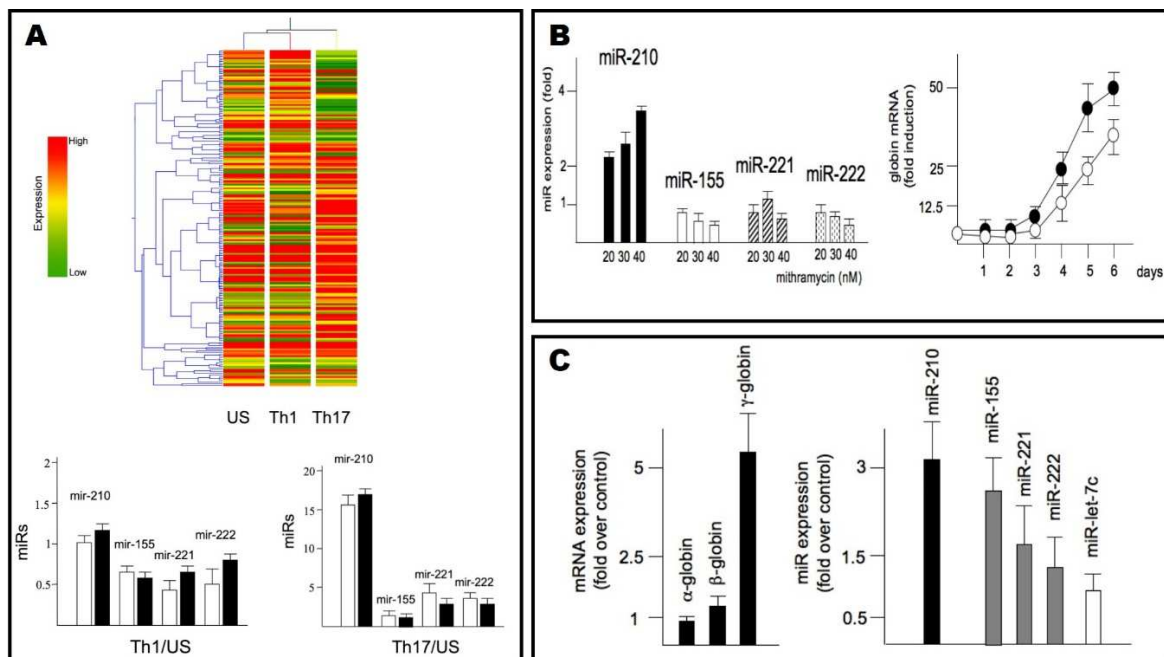 A
High
Expression
Low
US Th1 Th17
2
1.5
1
0.5
miRs
mir-210
mir-155
mir-221
mir-222
Th1/US
20
15
10
5
miRs
mir-210
mir-155
mir-221
mir-222
Th17/US
B
miR expression (fold)
4
2
1
miR-210
miR-155
miR-221
miR-222
20 30 40 20 30 40 20 30 40 20 30 40
mithramycin (nM)
globin mRNA
(fold induction)
50
25
12.5
1 2 3 4 5 6 days
C
mRNA expression
(fold over control)
5
2.5
1
α-globin
β-globin
γ-globin
miR expression
(fold over control)
3
1.5
0.5
miR-210
miR-155
miR-221
miR-222
miR-let-7c